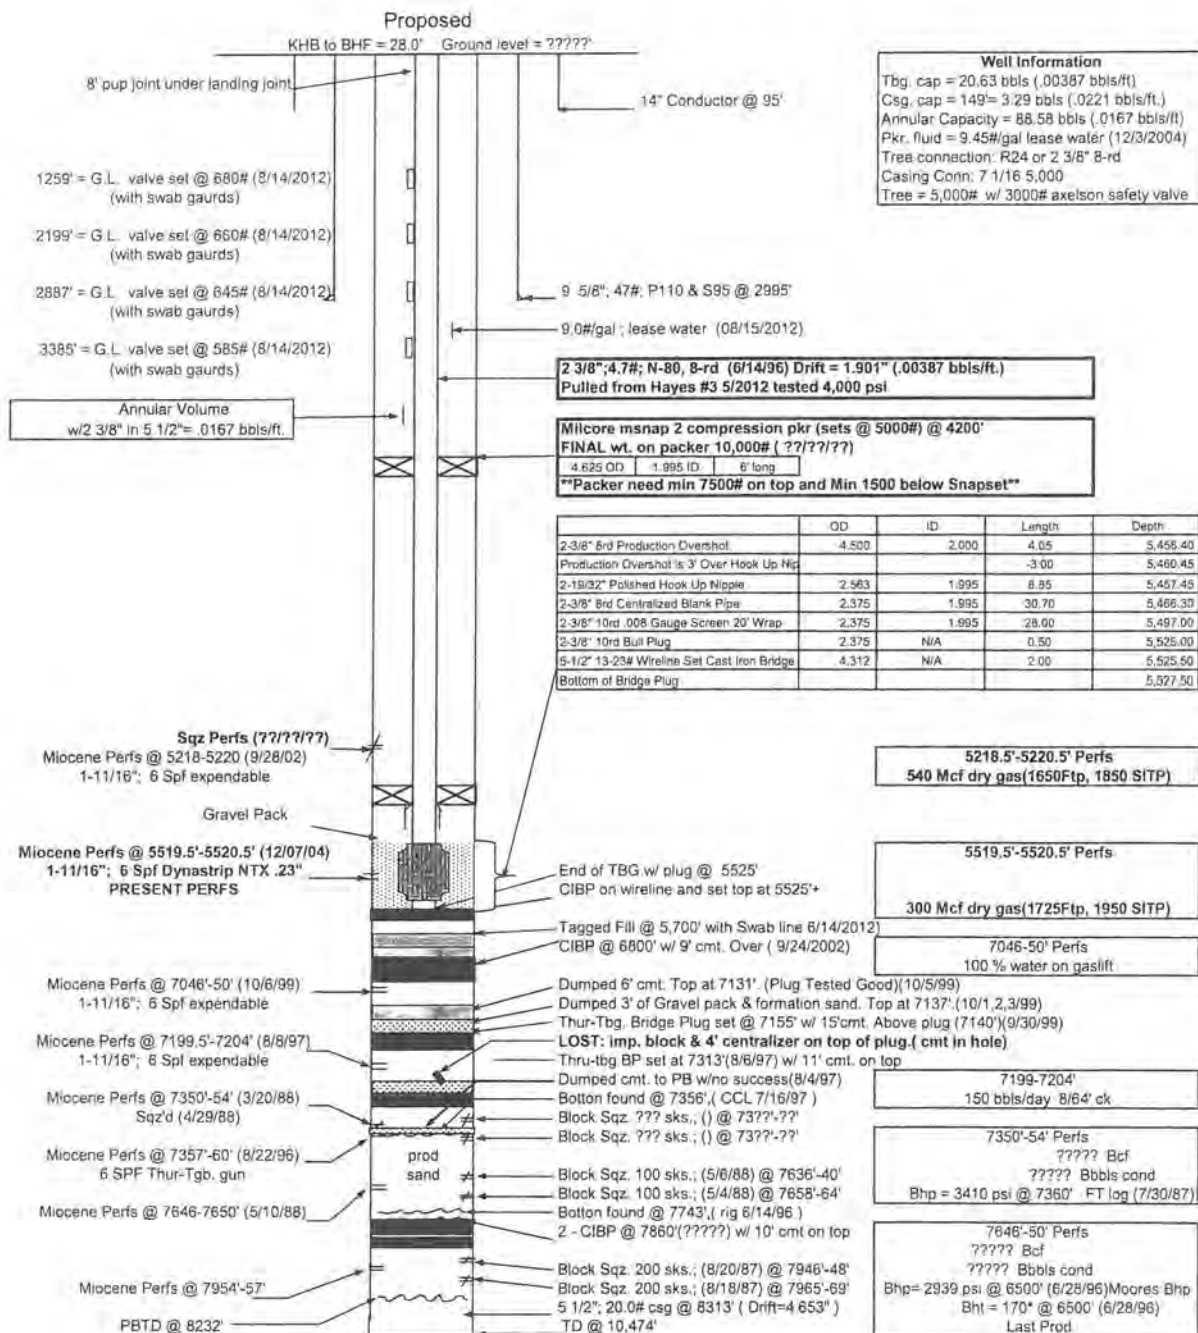 Proposed
KHB to BHF = 28.0' Ground level = ?????'
8' pup joint under landing joint
14" Conductor @ 95'
Well Information
Tbg. cap = 20.63 bbls (.00387 bbls/ft)
Csg. cap = 149'= 3.29 bbls (.0221 bbls/ft.)
Annular Capacity = 88.58 bbls (.0167 bbls/ft)
Pkr. fluid = 9.45#/gal lease water (12/3/2004)
Tree connection: R24 or 2 3/8" 8-rd
Casing Conn: 7 1/16 5,000
Tree = 5,000# w/ 3000# axelson safety valve
1259' = G.L. valve set @ 680# (8/14/2012)
(with swab gaurds)
2199' = G.L. valve set @ 660# (8/14/2012)
(with swab gaurds)
2887' = G.L. valve set @ 645# (8/14/2012)
(with swab gaurds)
3385' = G.L. valve set @ 585# (8/14/2012)
(with swab gaurds)
9 5/8"; 47#; P110 & S95 @ 2995'
9.0#/gal ; lease water (08/15/2012)
2 3/8";4.7#; N-80, 8-rd (6/14/96) Drift = 1.901" (.00387 bbls/ft.)
Pulled from Hayes #3 5/2012 tested 4,000 psi
Annular Volume
w/2 3/8" in 5 1/2"= .0167 bbls/ft.
Milcore msnap 2 compression pkr (sets @ 5000#) @ 4200'
FINAL wt. on packer 10,000# ( ??/??/??)
4.625 OD 1.995 ID 6' long
**Packer need min 7500# on top and Min 1500 below Snapset**
OD ID Length Depth
2-3/8" 8rd Production Overshot 4.500 2.000 4.05 5,456.40
Production Overshot is 3' Over Hook Up Nip -3.00 5,460.45
2-19/32" Polished Hook Up Nipple 2.563 1.995 8.85 5,457.45
2-3/8" 8rd Centralized Blank Pipe 2.375 1.995 30.70 5,466.30
2-3/8" 10rd .008 Gauge Screen 20' Wrap 2.375 1.995 28.00 5,497.00
2-3/8" 10rd Bull Plug 2.375 N/A 0.50 5,525.00
5-1/2" 13-23# Wireline Set Cast Iron Bridge 4.312 N/A 2.00 5,525.50
Bottom of Bridge Plug 5,527.50
Sqz Perfs (??/??/??)
Miocene Perfs @ 5218-5220 (9/28/02)
1-11/16"; 6 Spf expendable
5218.5'-5220.5' Perfs
540 Mcf dry gas(1650Ftp, 1850 SITP)
Gravel Pack
Miocene Perfs @ 5519.5'-5520.5' (12/07/04)
1-11/16"; 6 Spf Dynastrip NTX .23"
PRESENT PERFS
5519.5'-5520.5' Perfs
300 Mcf dry gas(1725Ftp, 1950 SITP)
End of TBG w/ plug @ 5525'
CIBP on wireline and set top at 5525'+
Tagged Fill @ 5,700' with Swab line 6/14/2012)
CIBP @ 6800' w/ 9' cmt. Over ( 9/24/2002)
7046-50' Perfs
100 % water on gaslift
Miocene Perfs @ 7046'-50' (10/6/99)
1-11/16"; 6 Spf expendable
Dumped 6' cmt. Top at 7131'. (Plug Tested Good)(10/5/99)
Dumped 3' of Gravel pack & formation sand. Top at 7137'.(10/1,2,3/99)
Thur-Tbg. Bridge Plug set @ 7155' w/ 15'cmt. Above plug (7140')(9/30/99)
Miocene Perfs @ 7199.5'-7204' (8/8/97)
1-11/16"; 6 Spf expendable
LOST: imp. block & 4' centralizer on top of plug.( cmt in hole)
Thru-tbg BP set at 7313'(8/6/97) w/ 11' cmt. on top
Dumped cmt. to PB w/no success(8/4/97)
Botton found @ 7356',( CCL 7/16/97 )
7199-7204'
150 bbls/day 8/64' ck
Miocene Perfs @ 7350'-54' (3/20/88)
Sqz'd (4/29/88)
Block Sqz. ??? sks.; () @ 73??'-??'
Block Sqz. ??? sks.; () @ 73??'-??'
7350'-54' Perfs
????? Bcf
????? Bbbls cond
Bhp = 3410 psi @ 7360' FT log (7/30/87)
Miocene Perfs @ 7357'-60' (8/22/96)
6 SPF Thur-Tgb. gun
prod
sand
Block Sqz. 100 sks.; (5/6/88) @ 7636'-40'
Block Sqz. 100 sks.; (5/4/88) @ 7658'-64'
Miocene Perfs @ 7646-7650' (5/10/88)
Botton found @ 7743',( rig 6/14/96 )
2 - CIBP @ 7860'(?????) w/ 10' cmt on top
7646'-50' Perfs
????? Bcf
????? Bbbls cond
Bhp= 2939 psi @ 6500' (6/28/96)Moores Bhp
Bht = 170* @ 6500' (6/28/96)
Last Prod
Block Sqz. 200 sks.; (8/20/87) @ 7946'-48'
Miocene Perfs @ 7954'-57'
Block Sqz. 200 sks.; (8/18/87) @ 7965'-69'
5 1/2"; 20.0# csg @ 8313' ( Drift=4.653" )
PBTD @ 8232'
TD @ 10,474'